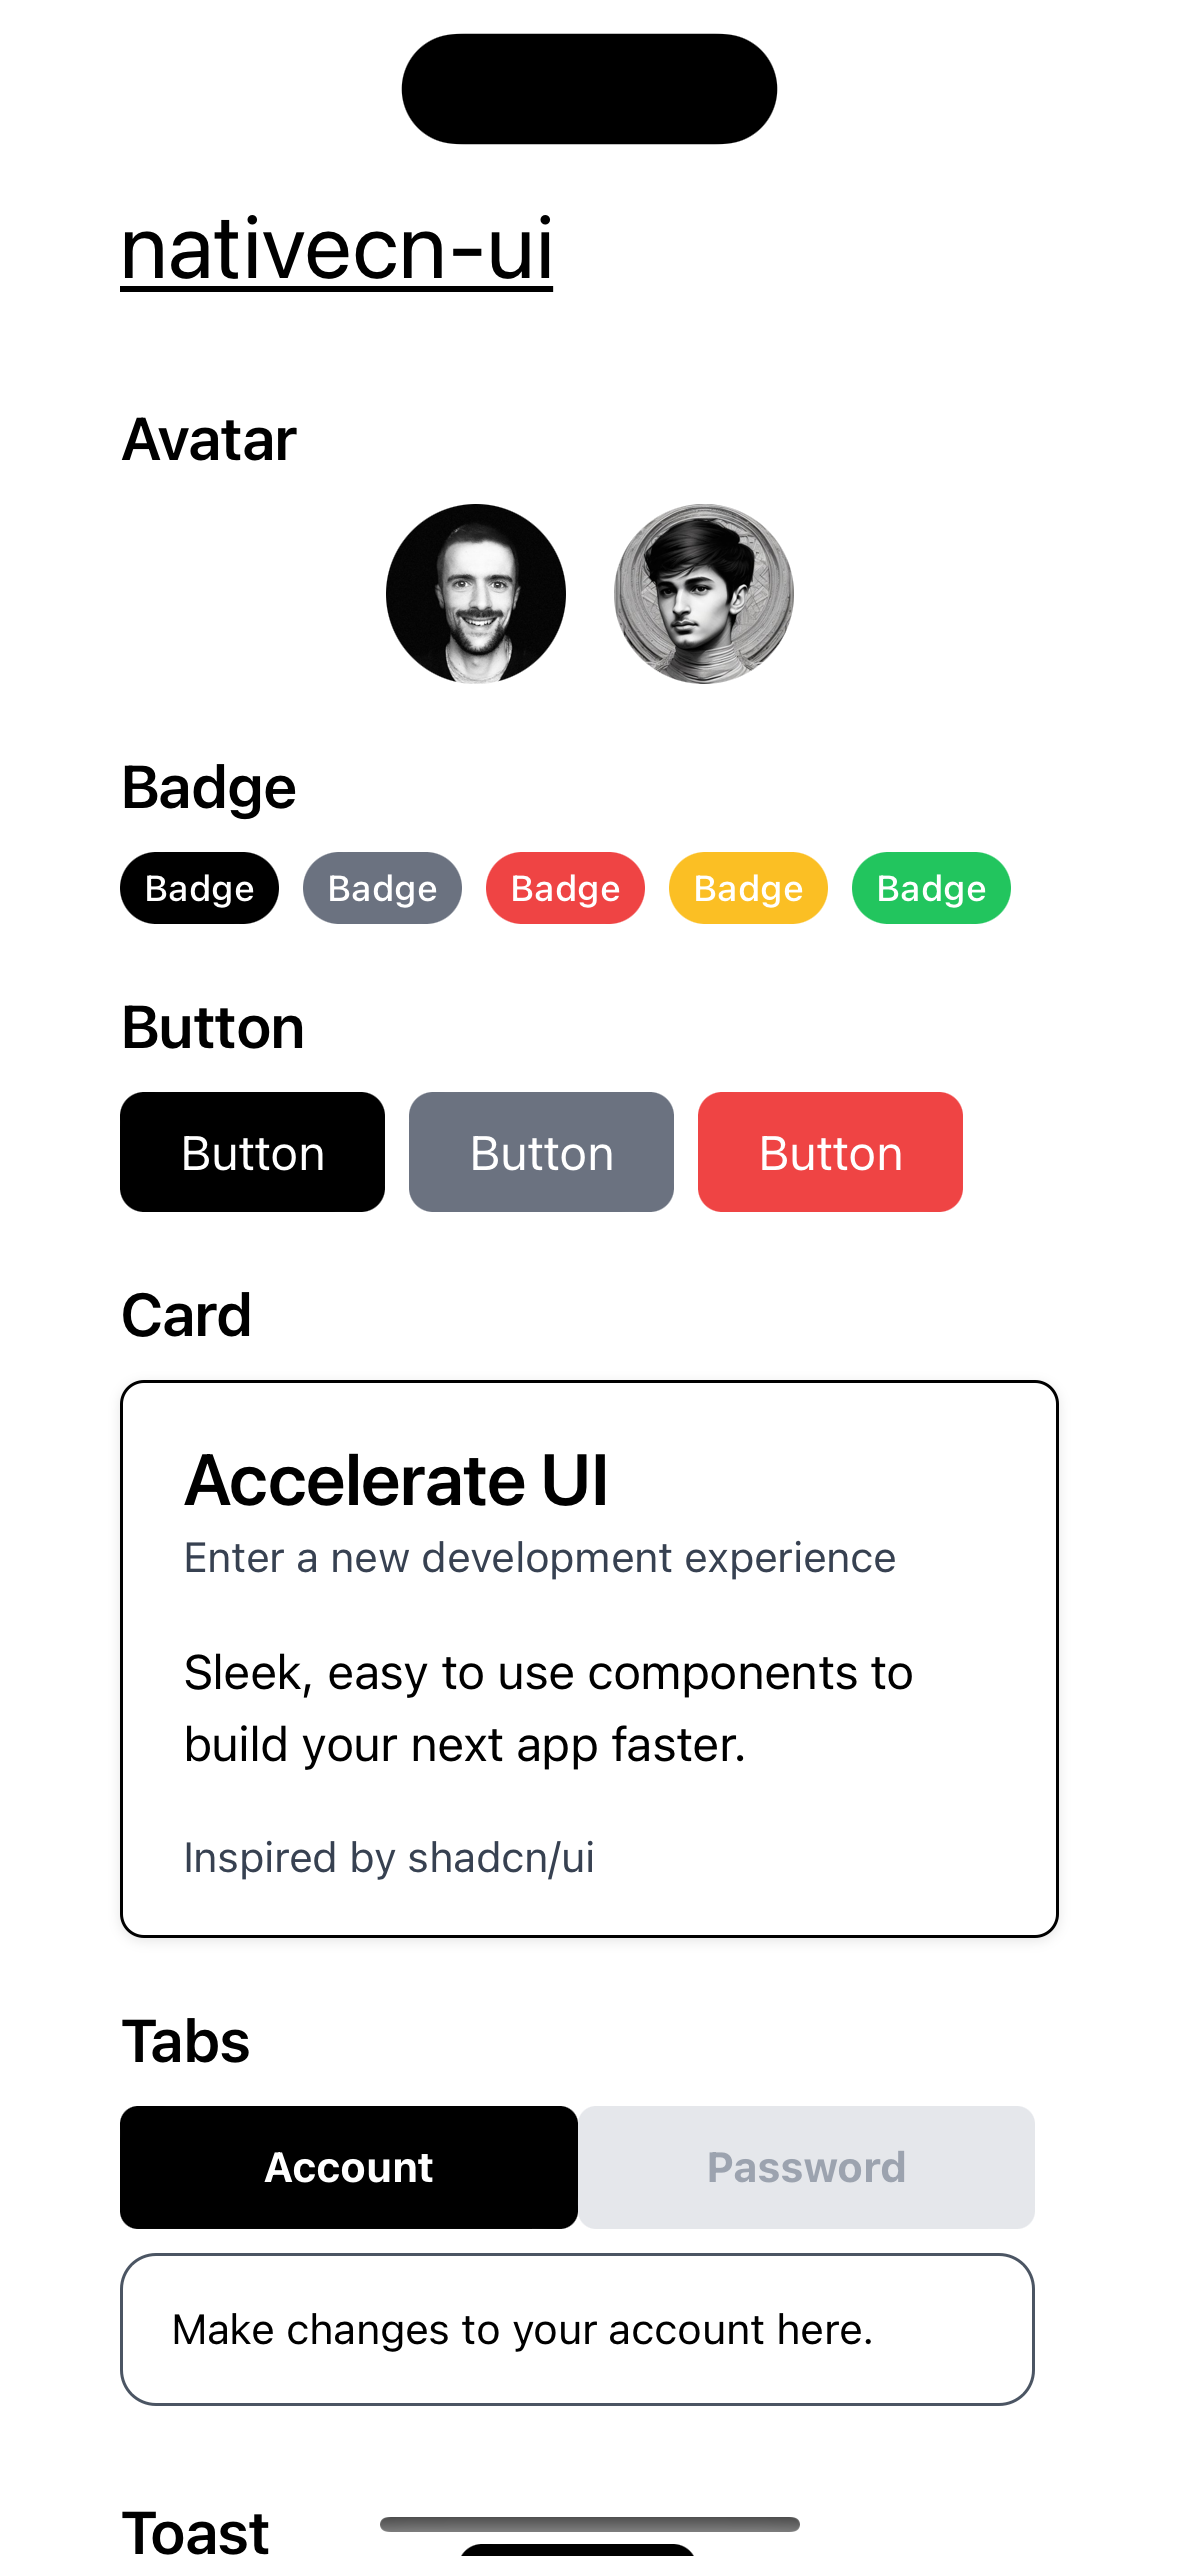 nativecn-ui
Avatar
Badge
Badge Badge Badge Badge Badge
Button
Button Button Button
Card
Accelerate UI
Enter a new development experience
Sleek, easy to use components to
build your next app faster.
Inspired by shadcn/ui
Tabs
Account Password
Make changes to your account here.
Toast